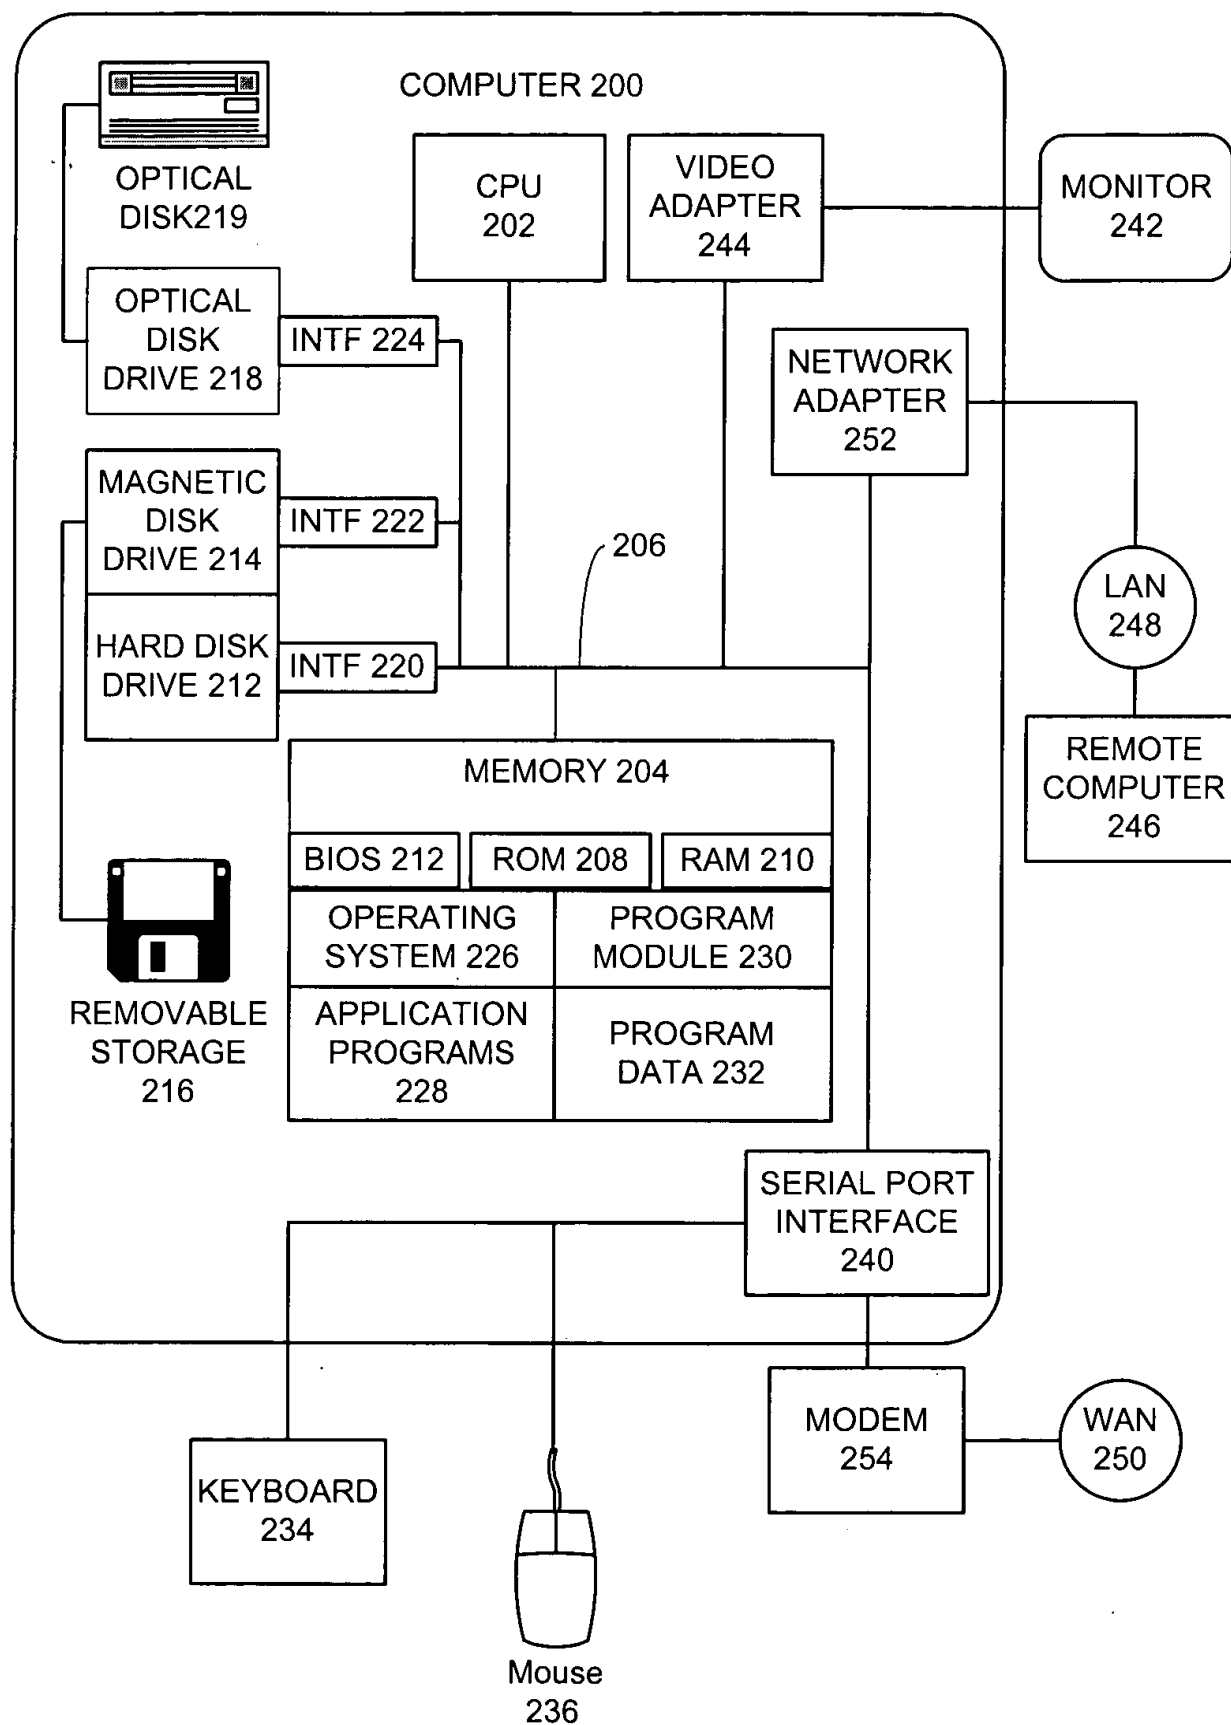 COMPUTER 200
OPTICAL
DISK219
CPU
202
VIDEO
ADAPTER
244
MONITOR
242
OPTICAL
DISK
DRIVE 218
INTF 224
NETWORK
ADAPTER
252
MAGNETIC
DISK
DRIVE 214
INTF 222
206
LAN
248
HARD DISK
DRIVE 212
INTF 220
REMOTE
COMPUTER
246
MEMORY 204
BIOS 212
ROM 208
RAM 210
OPERATING
SYSTEM 226
PROGRAM
MODULE 230
REMOVABLE
STORAGE
216
APPLICATION
PROGRAMS
228
PROGRAM
DATA 232
SERIAL PORT
INTERFACE
240
MODEM
254
WAN
250
KEYBOARD
234
Mouse
236